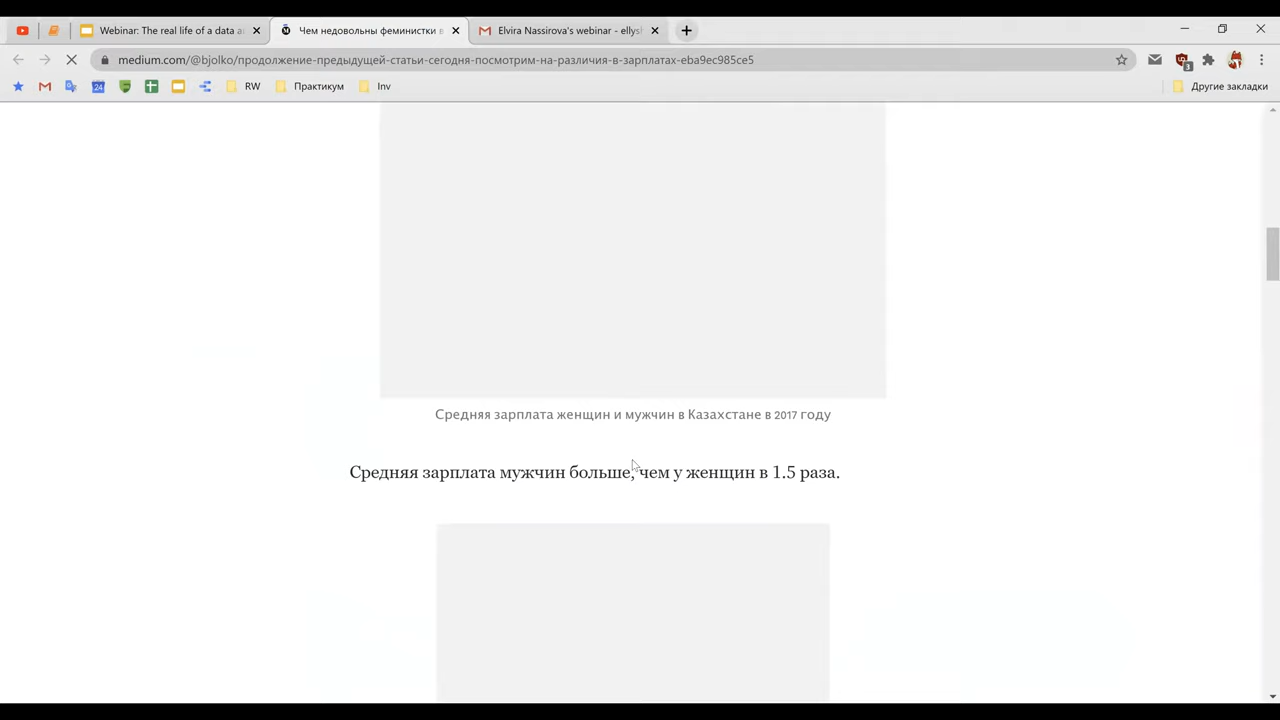 Webinar: The real life of a data a
Чем недовольны феминистки в
Elvira Nassirova's webinar - ellys
medium.com/@bjolko/продолжение-предыдущей-статьи-сегодня-посмотрим-на-различия-в-зарплатах-eba9ec985ce5
3
24
RW
Практикум
Inv
Другие закладки
Средняя зарплата женщин и мужчин в Казахстане в 2017 году
Средняя зарплата мужчин больше, чем у женщин в 1.5 раза.